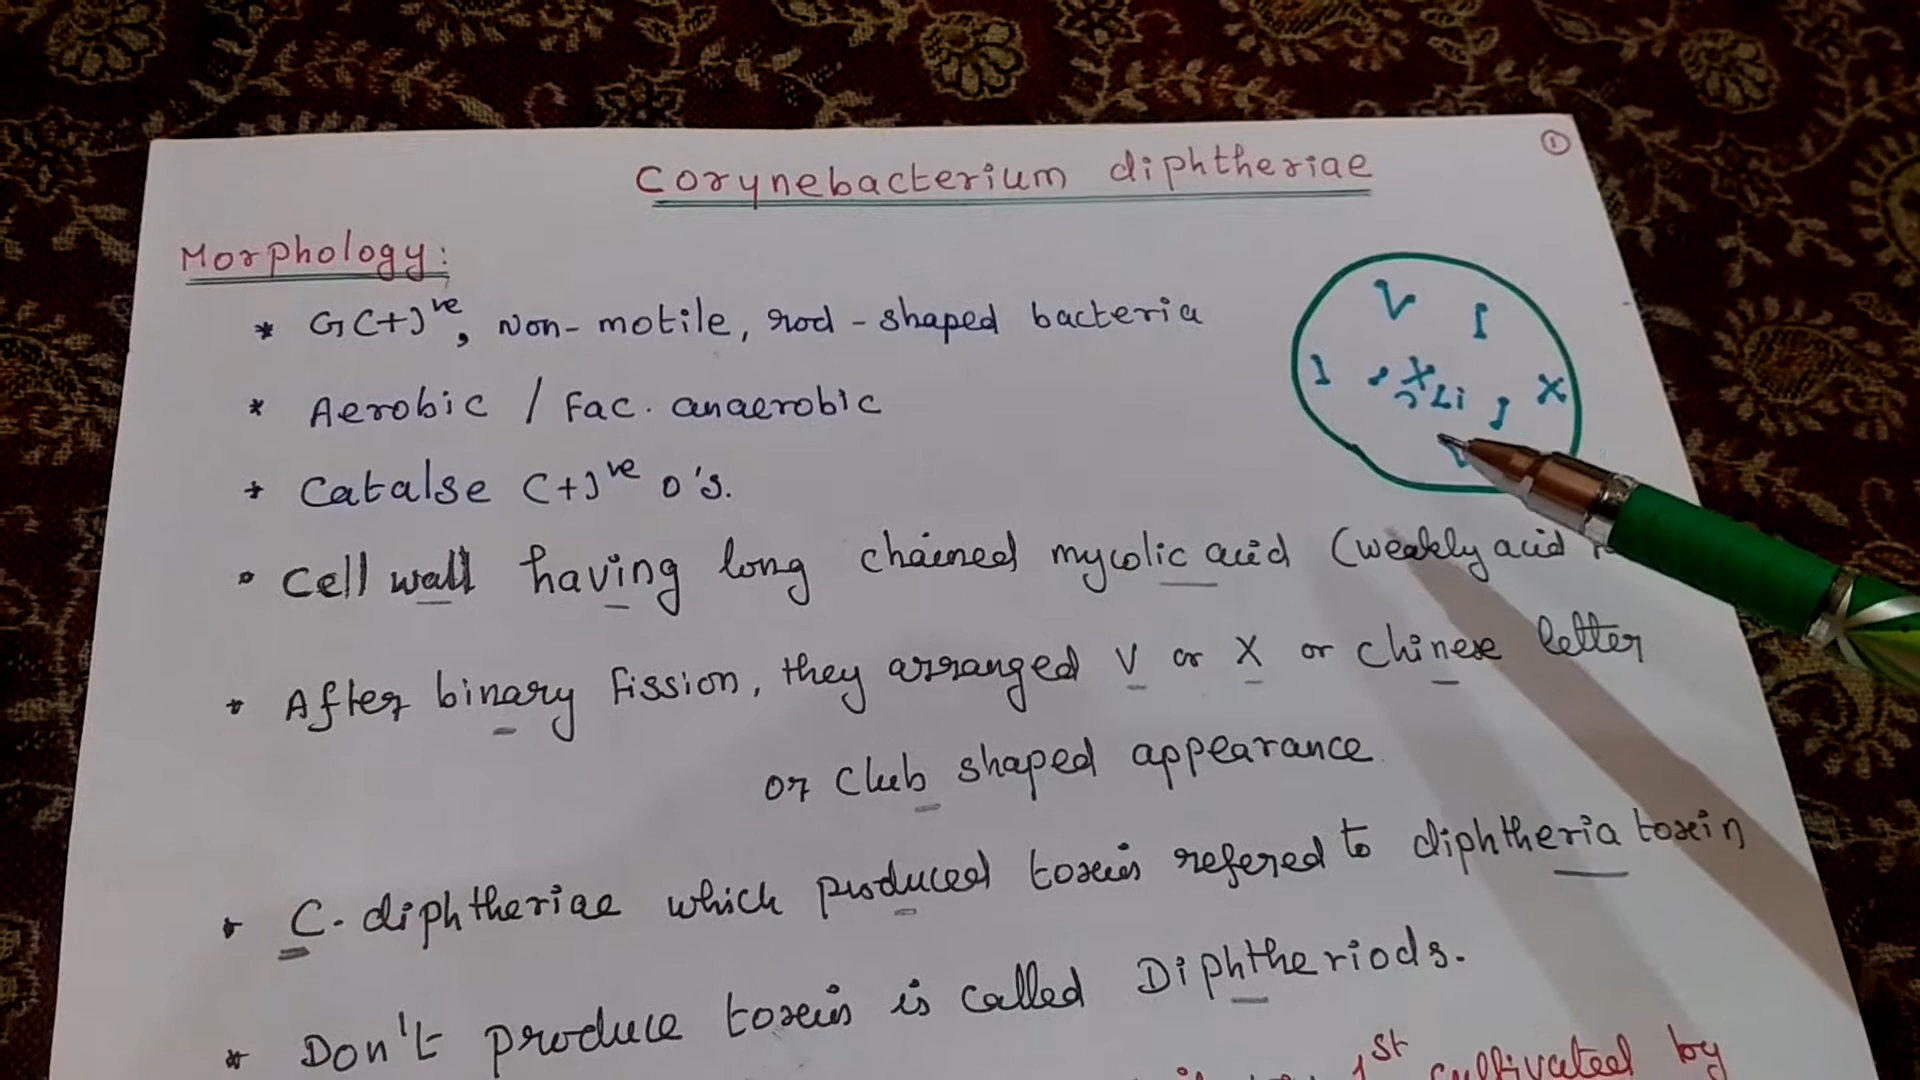 ①
Corynebacterium diphtheriae
Morphology:
* G(+)ve, Non-motile, rod-shaped bacteria
* Aerobic / Fac. anaerobic
* Catalse (+)ve o's.
* Cell wall having long chained mycolic acid (weakly acid
* After binary fission, they arranged V or X or chinese letter
or club shaped appearance
* C. diphtheriae which produced toxins refered to diphtheria toxin
* Don't produce toxins is called Diphtheriods.
1st cultivated by